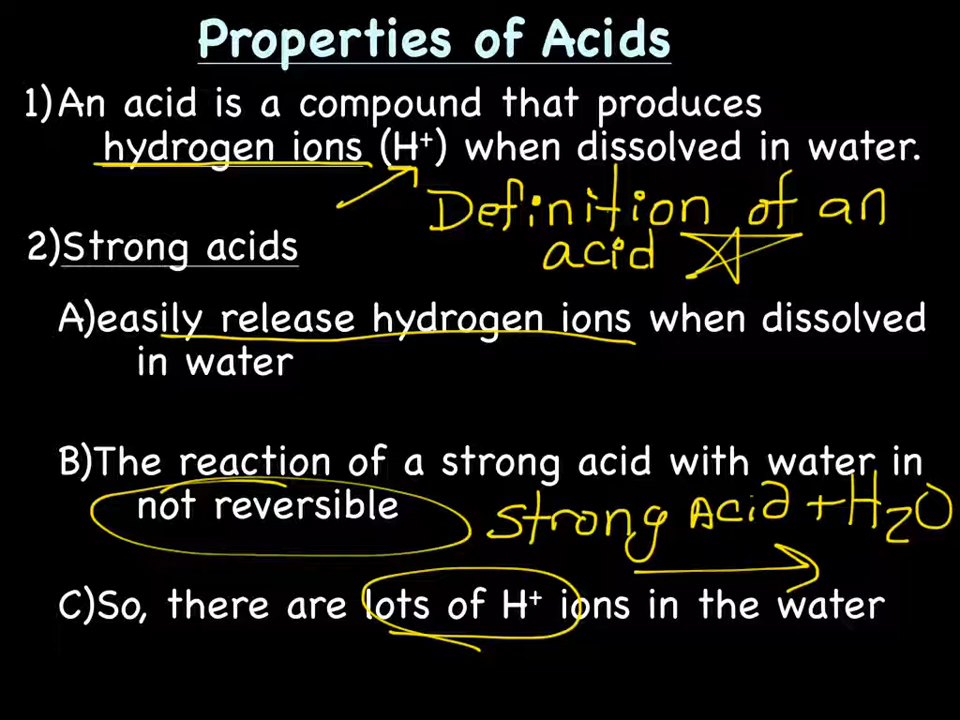 Properties of Acids
1)An acid is a compound that produces
hydrogen ions (H⁺) when dissolved in water.
Definition of an
acid
2)Strong acids
A)easily release hydrogen ions when dissolved
in water
B)The reaction of a strong acid with water in
not reversible
Strong Acid + H2O
C)So, there are lots of H⁺ ions in the water